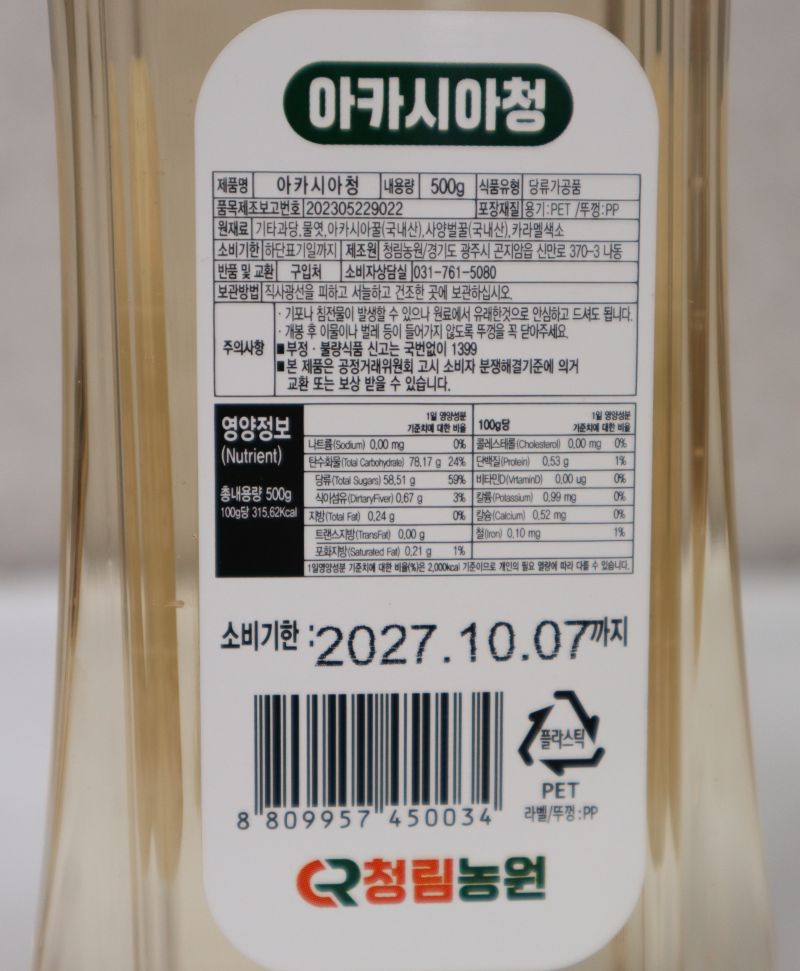 아카시아청
제품명 아카시아청 내용량 500g 식품유형 당류가공품
품목제조보고번호 202305229022 포장재질 용기:PET /뚜껑:PP
원재료 기타과당,물엿,아카시아꿀(국내산),사양벌꿀(국내산),카라멜색소
소비기한 하단표기일까지 제조원 청림농원/경기도 광주시 곤지암읍 신만로 370-3 나동
반품 및 교환 구입처 소비자상담실 031-761-5080
보관방법 직사광선을 피하고 서늘하고 건조한 곳에 보관하십시오.
주의사항
· 기포나 침전물이 발생할 수 있으나 원료에서 유래한것으로 안심하고 드셔도 됩니다.
· 개봉 후 이물이나 벌레 등이 들어가지 않도록 뚜껑을 꼭 닫아주세요.
■부정 · 불량식품 신고는 국번없이 1399
■본 제품은 공정거래위원회 고시 소비자 분쟁해결기준에 의거
교환 또는 보상 받을 수 있습니다.
영양정보
(Nutrient)
총내용량 500g
100g당 315.62Kcal
1일 영양성분
기준치에 대한 비율
나트륨(Sodium) 0.00 mg 0%
탄수화물(Total Carbohydrate) 78.17 g 24%
당류(Total Sugars) 58.51 g 59%
식이섬유(DirtaryFiver) 0.67 g 3%
지방(Total Fat) 0.24 g 0%
트랜스지방(TransFat) 0.00 g
포화지방(Saturated Fat) 0.21 g 1%
100g당 1일 영양성분
기준치에 대한 비율
콜레스테롤(Cholesterol) 0.00 mg 0%
단백질(Protein) 0.53 g 1%
비타민D(VrtaminD) 0.00 ug 0%
칼륨(Potassium) 0.99 mg 0%
칼슘(Calcium) 0.52 mg 0%
철(Iron) 0.10 mg 1%
1일영양성분 기준치에 대한 비율(%)은 2,000kcal 기준이므로 개인의 필요 열량에 따라 다를 수 있습니다.
소비기한 :2027.10.07까지
8 809957 450034
플라스틱
PET
라벨/뚜껑:PP
CR청림농원